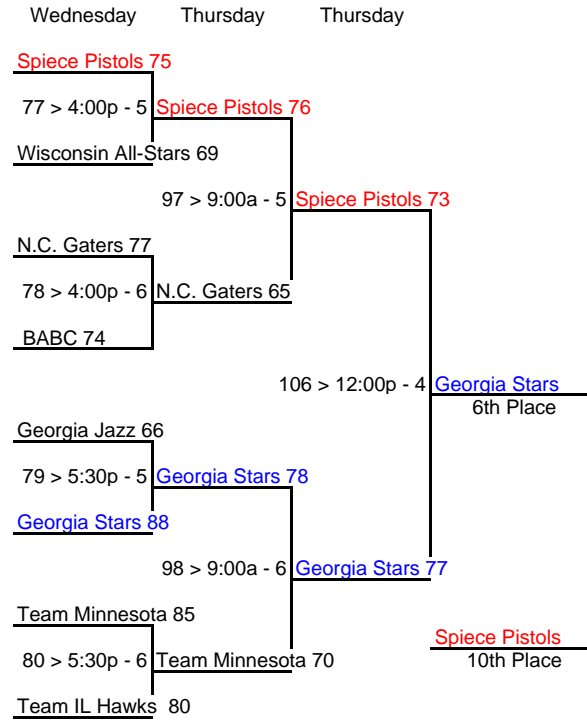 Wednesday Thursday Thursday
Spiece Pistols 75
77 > 4:00p - 5 Spiece Pistols 76
Wisconsin All-Stars 69
97 > 9:00a - 5 Spiece Pistols 73
N.C. Gaters 77
78 > 4:00p - 6 N.C. Gaters 65
BABC 74
106 > 12:00p - 4 Georgia Stars
6th Place
Georgia Jazz 66
79 > 5:30p - 5 Georgia Stars 78
Georgia Stars 88
98 > 9:00a - 6 Georgia Stars 77
Team Minnesota 85
Spiece Pistols
80 > 5:30p - 6 Team Minnesota 70 10th Place
Team IL Hawks 80